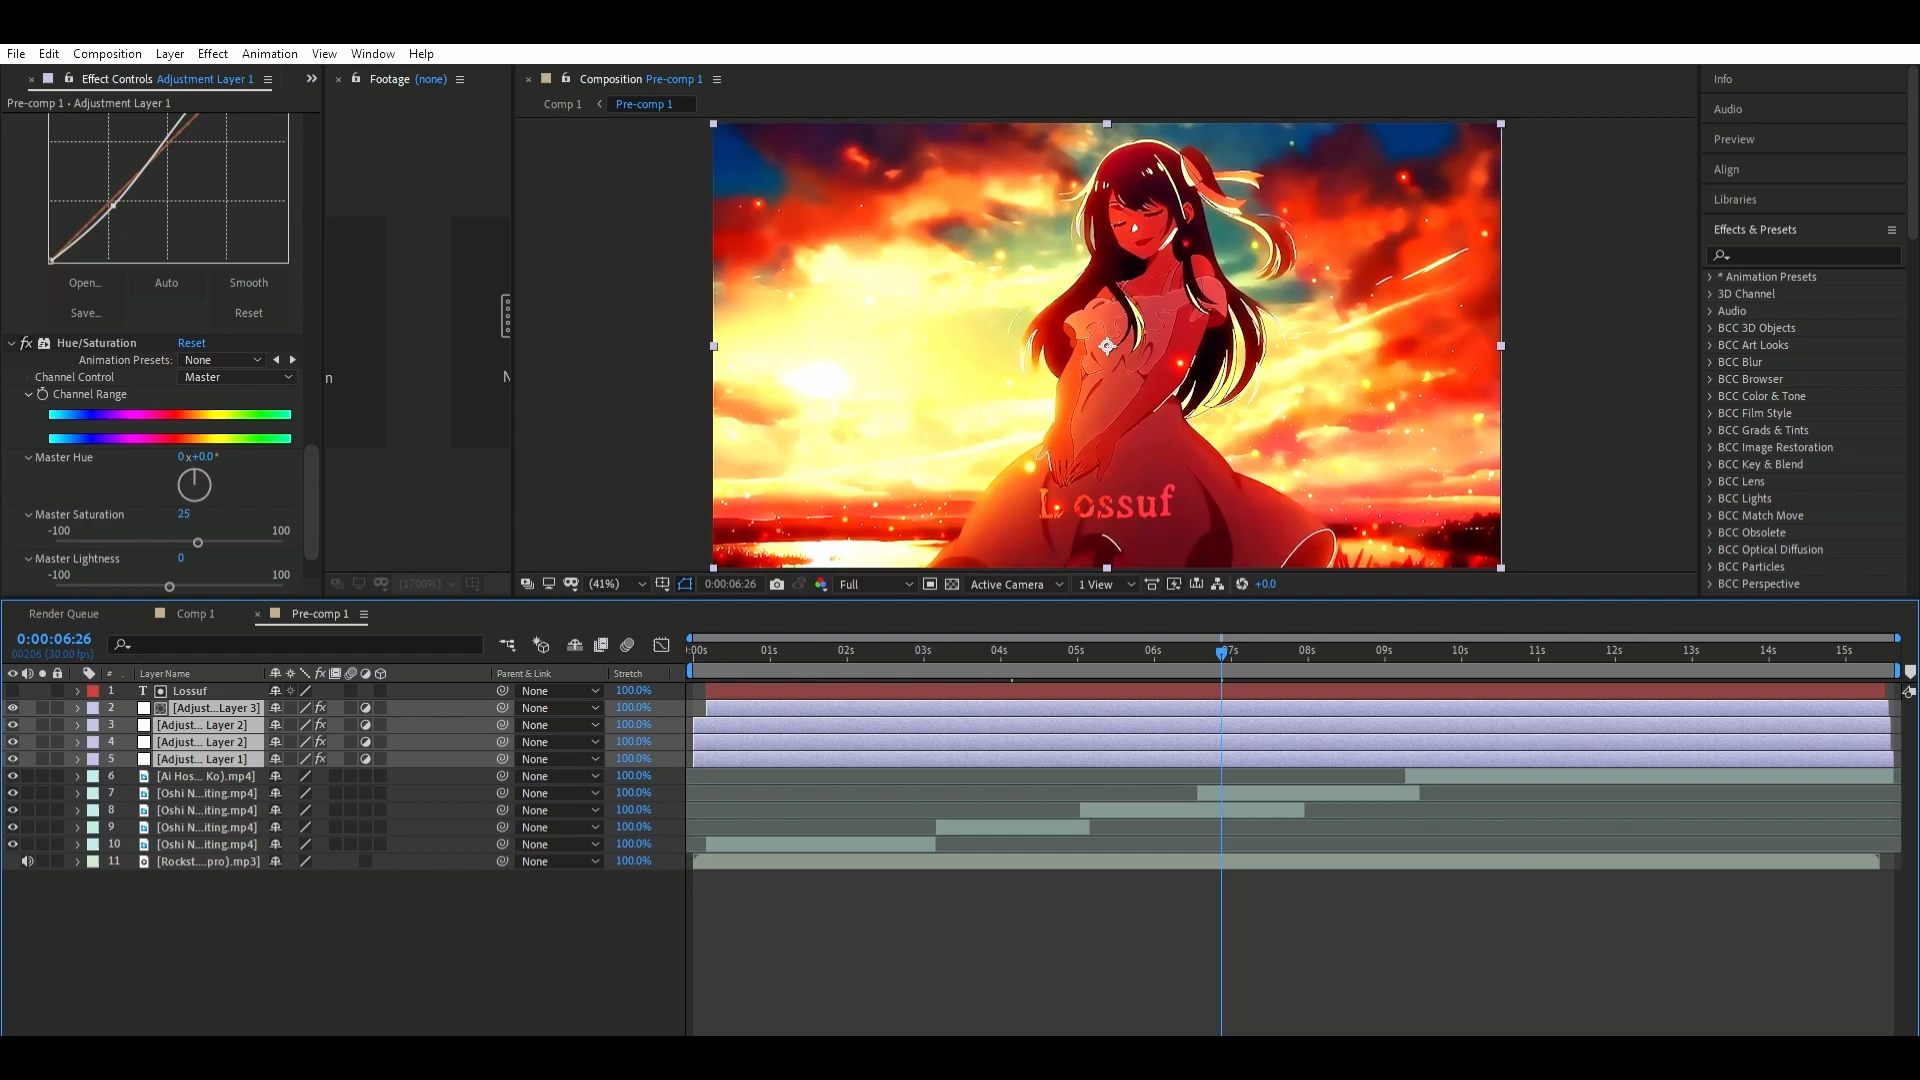 File Edit Composition Layer Effect Animation View Window Help
Effect Controls Adjustment Layer 1
Footage (none)
Composition Pre-comp 1
Info
Pre-comp 1 • Adjustment Layer 1
Comp 1 Pre-comp 1
Audio
Preview
Align
Libraries
Effects & Presets
* Animation Presets
3D Channel
Audio
BCC 3D Objects
BCC Art Looks
BCC Blur
BCC Browser
BCC Color & Tone
BCC Film Style
BCC Grads & Tints
BCC Image Restoration
BCC Key & Blend
BCC Lens
BCC Lights
BCC Match Move
BCC Obsolete
BCC Optical Diffusion
BCC Particles
BCC Perspective
Open... Auto Smooth
Save... Reset
fx Hue/Saturation Reset
Animation Presets: None
Channel Control Master
Channel Range
Master Hue 0x+0.0°
Master Saturation 25
-100 100
Master Lightness 0
-100 100
n N
Lossuf
(1700%)
(41%) 0:00:06:26 Full Active Camera 1 View +0.0
Render Queue Comp 1 Pre-comp 1
0:00:06:26
00206 (30.00 fps)
:00s 01s 02s 03s 04s 05s 06s 07s 08s 09s 10s 11s 12s 13s 14s 15s
# . Layer Name fx Parent & Link Stretch
1 T Lossuf None 100.0%
2 [Adjust...Layer 3] fx None 100.0%
3 [Adjust... Layer 2] fx None 100.0%
4 [Adjust... Layer 2] fx None 100.0%
5 [Adjust... Layer 1] fx None 100.0%
6 [Ai Hos... Ko).mp4] None 100.0%
7 [Oshi N...iting.mp4] None 100.0%
8 [Oshi N...iting.mp4] None 100.0%
9 [Oshi N...iting.mp4] None 100.0%
10 [Oshi N...iting.mp4] None 100.0%
11 [Rockst....pro).mp3] None 100.0%